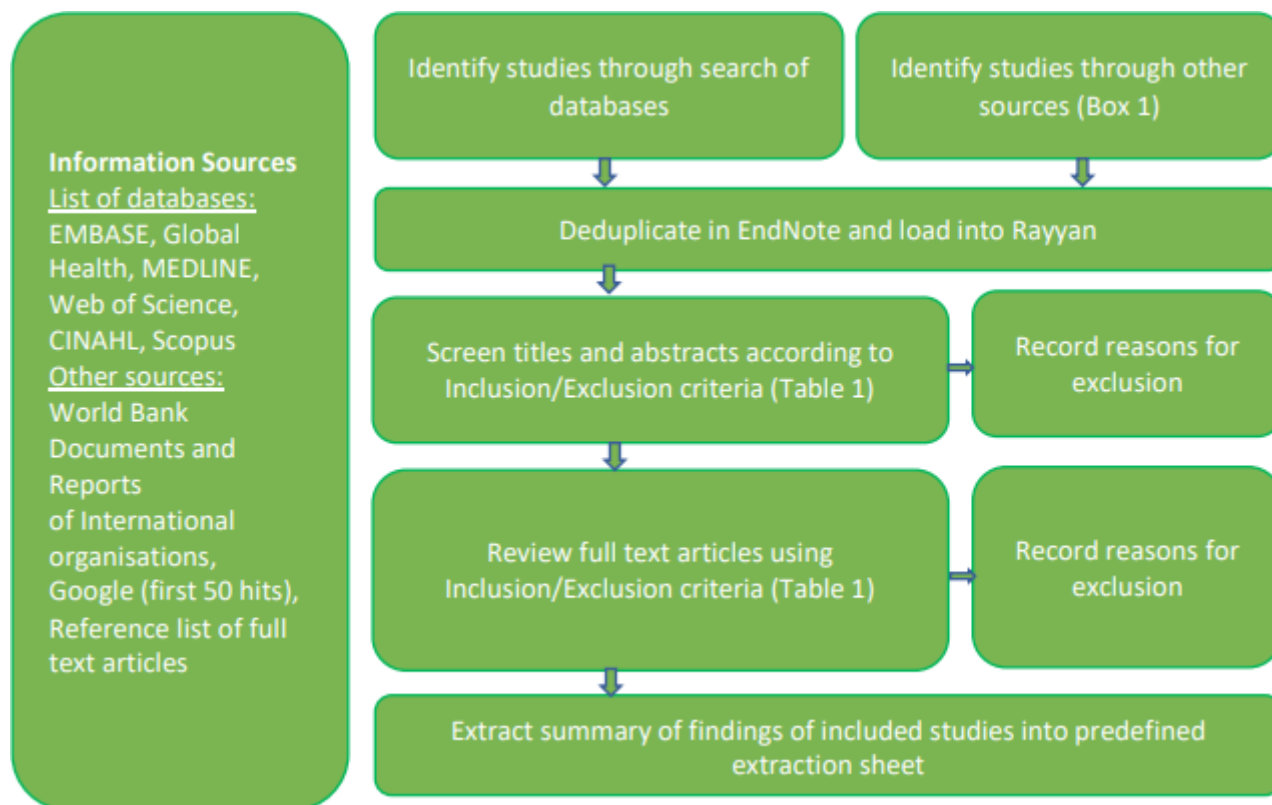 Information Sources
List of databases:
EMBASE, Global
Health, MEDLINE,
Web of Science,
CINAHL, Scopus
Other sources:
World Bank
Documents and
Reports
of International
organisations,
Google (first 50 hits),
Reference list of full
text articles
Identify studies through search of
databases
Identify studies through other
sources (Box 1)
Deduplicate in EndNote and load into Rayyan
Screen titles and abstracts according to
Inclusion/Exclusion criteria (Table 1)
Record reasons for
exclusion
Review full text articles using
Inclusion/Exclusion criteria (Table 1)
Record reasons for
exclusion
Extract summary of findings of included studies into predefined
extraction sheet